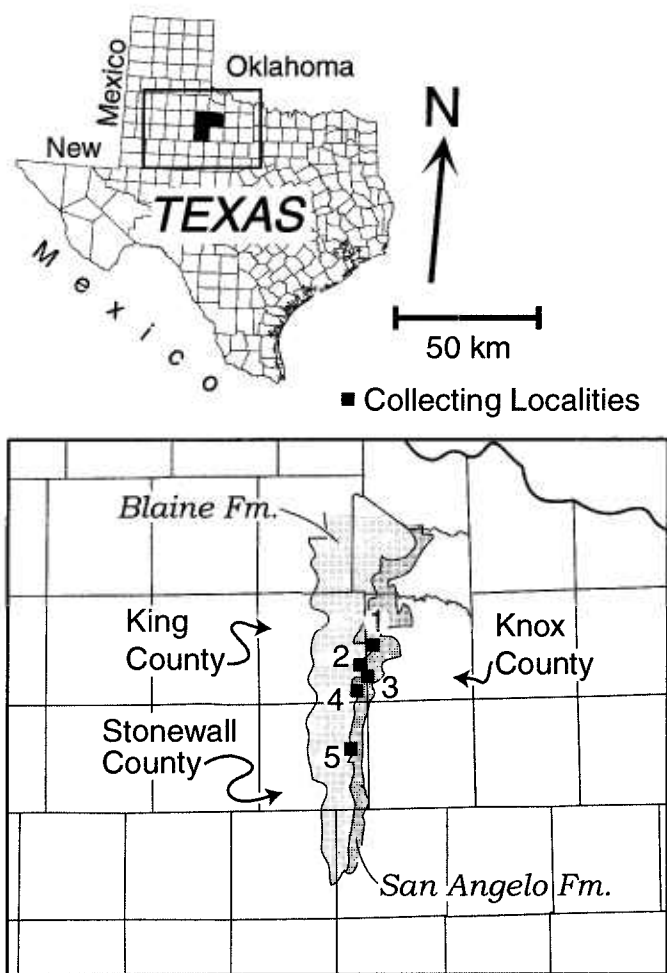 Oklahoma
New Mexico
TEXAS
Mexico
N
50 km
Collecting Localities
Blaine Fm.
King
County
1
2
3
4
5
Knox
County
Stonewall
County
San Angelo Fm.